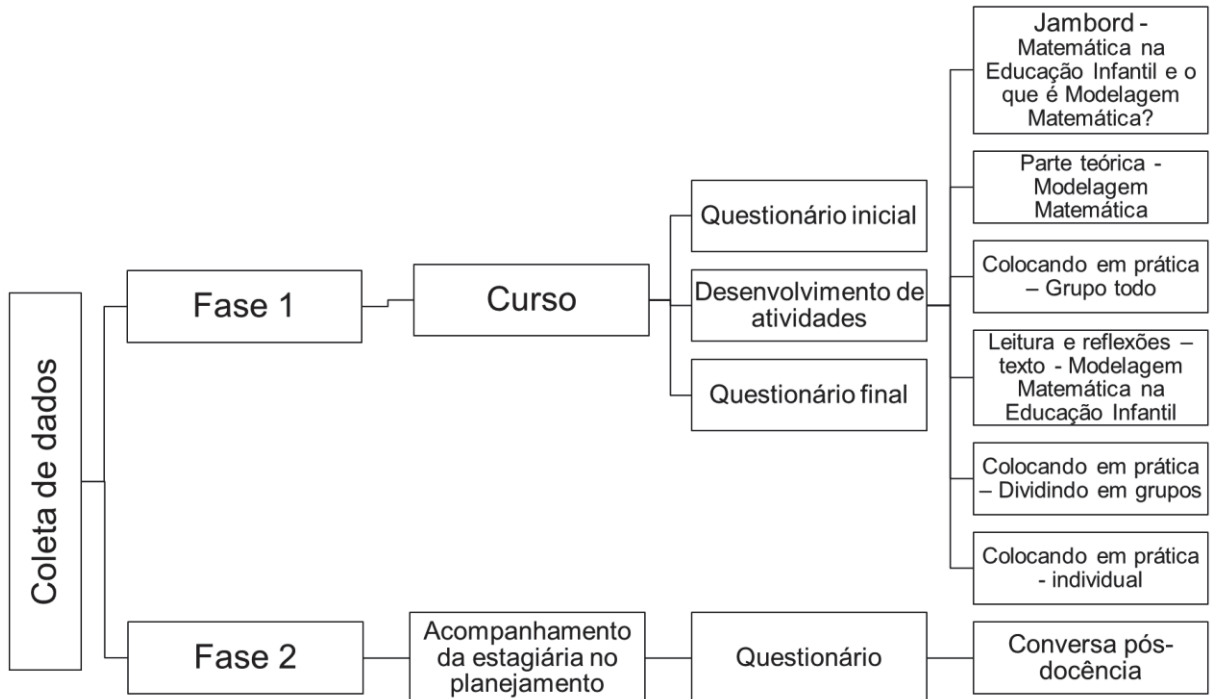 Coleta de dados
Fase 1
Curso
Questionário inicial
Desenvolvimento de
atividades
Questionário final
Jambord -
Matemática na
Educação Infantil e o
que é Modelagem
Matemática?
Parte teórica -
Modelagem
Matemática
Colocando em prática
– Grupo todo
Leitura e reflexões –
texto - Modelagem
Matemática na
Educação Infantil
Colocando em prática
– Dividindo em grupos
Colocando em prática
- individual
Fase 2
Acompanhamento
da estagiária no
planejamento
Questionário
Conversa pós-
docência